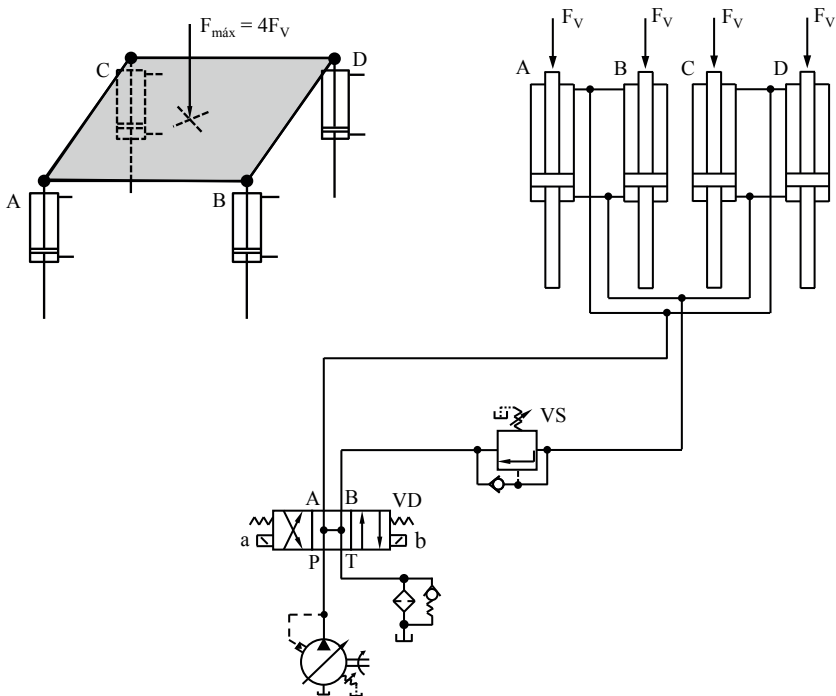 F_máx = 4F_V
D
C
A
B
F_V F_V F_V F_V
A B C D
VS
A B VD
a b
P T